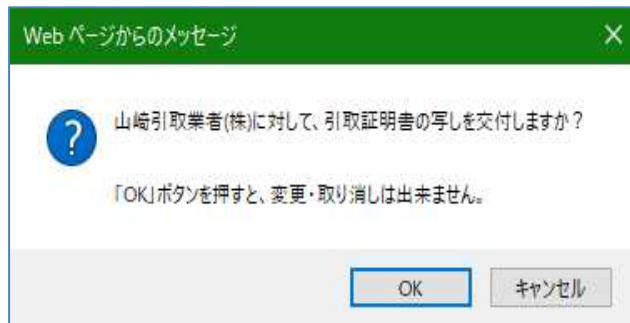 Web ページからのメッセージ
山崎引取業者(株)に対して、引取証明書の写しを交付しますか？
「OK」ボタンを押すと、変更・取り消しは出来ません。
OK
キャンセル